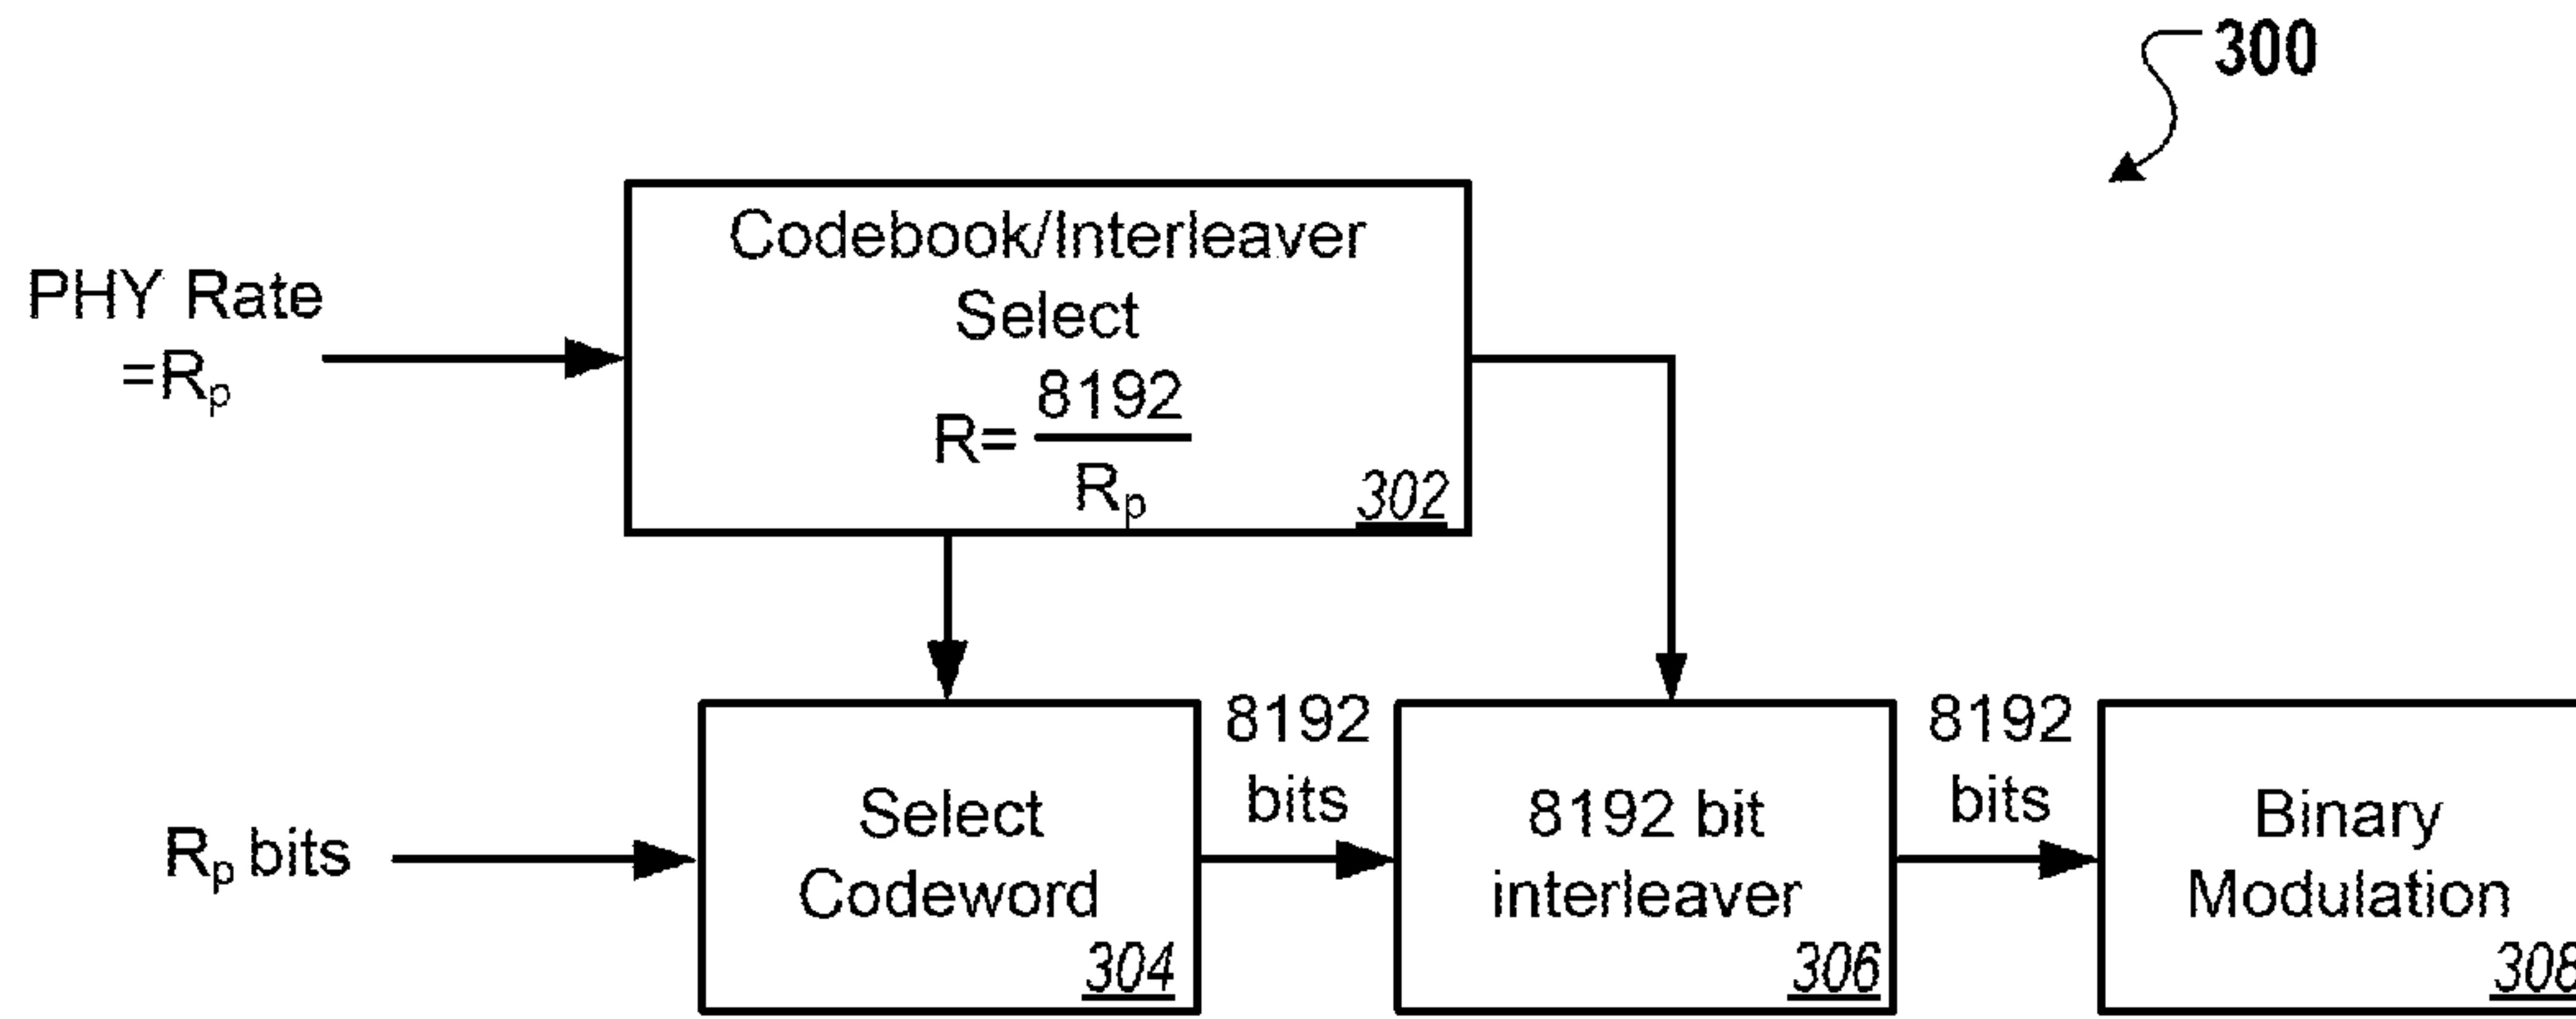 300
Codebook/Interleaver
Select
R= 8192
Rp
302
PHY Rate
=Rp
8192
bits
8192
bits
Rp bits
Select
Codeword
304
8192 bit
interleaver
306
Binary
Modulation
308